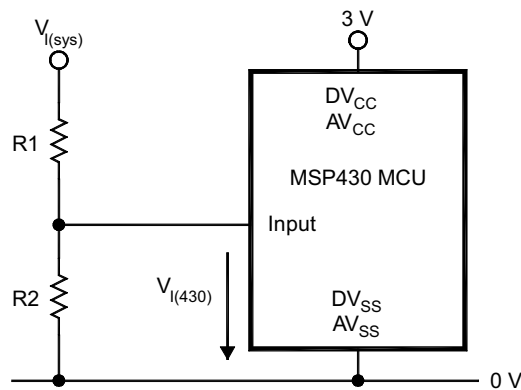 V_I(sys)
3 V
DV_CC
AV_CC
R1
MSP430 MCU
Input
V_I(430)
R2
DV_SS
AV_SS
0 V